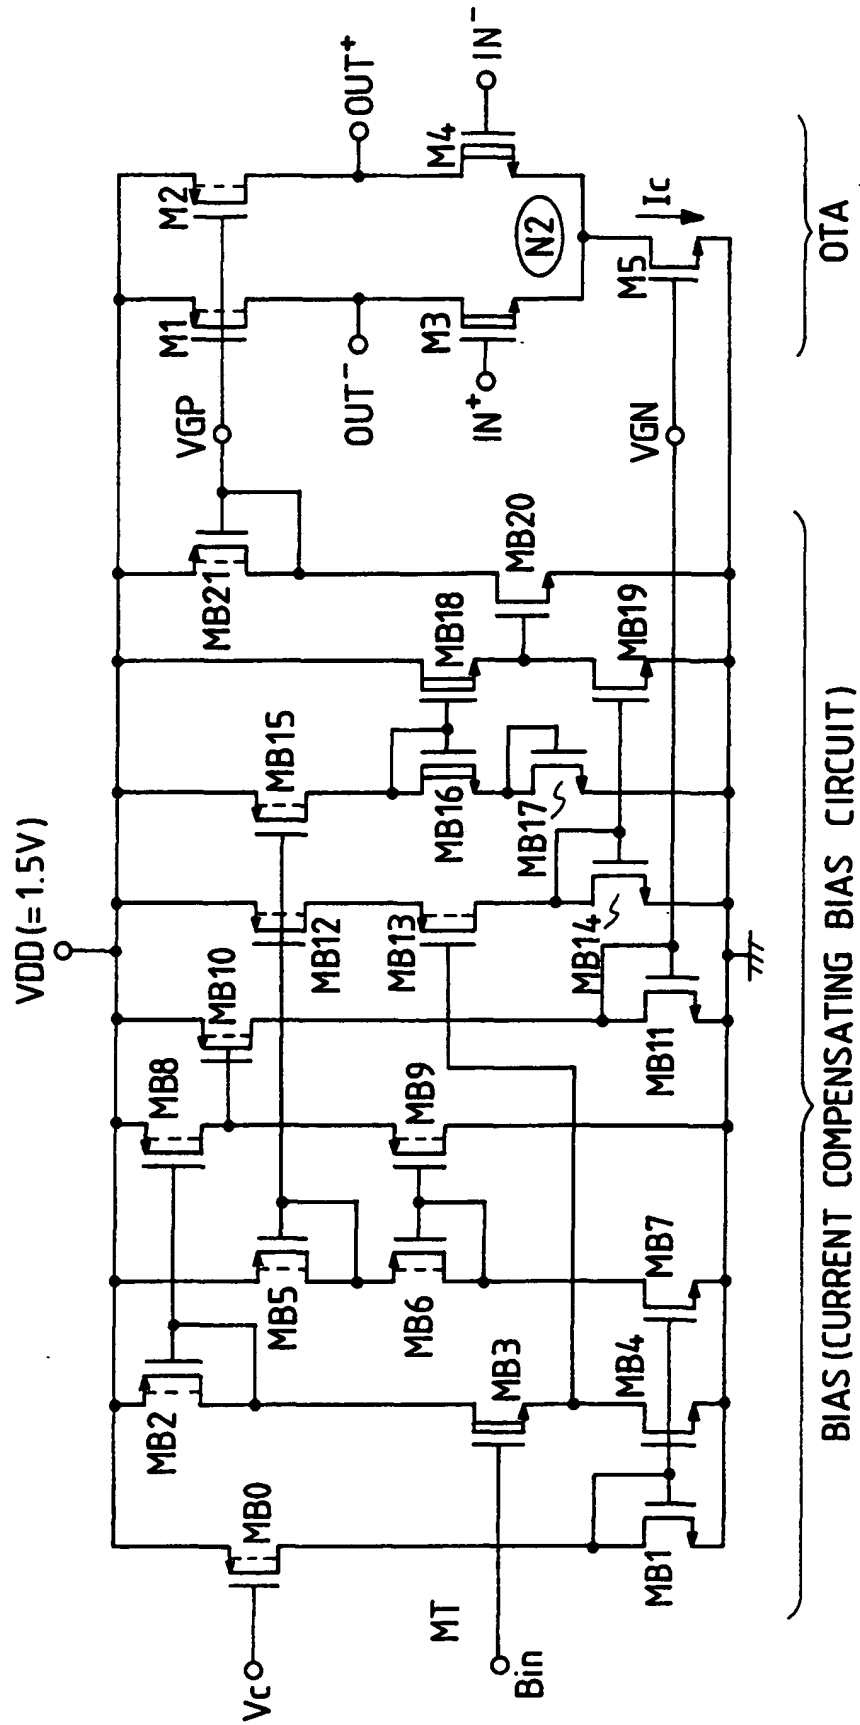 VDD(=1.5V)
Vc
MB0
MB2
MB8
MB10
MB5
MB12
MB15
MB21
VGP
M1
M2
OUT⁻
OUT⁺
MT
Bin
MB3
MB6
MB9
MB13
MB16
MB18
MB17
MB20
IN⁺
M3
M4
IN⁻
N2
MB1
MB4
MB7
MB11
MB14
MB19
VGN
M5
Ic
BIAS(CURRENT COMPENSATING BIAS CIRCUIT)
OTA